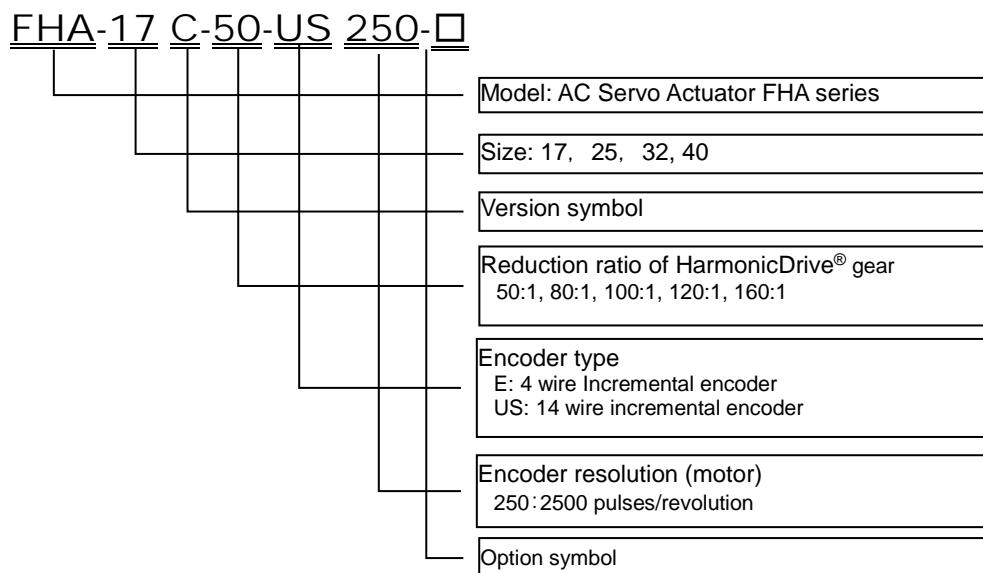 FHA-17 C-50-US 250-□
Model: AC Servo Actuator FHA series
Size: 17, 25, 32, 40
Version symbol
Reduction ratio of HarmonicDrive® gear
50:1, 80:1, 100:1, 120:1, 160:1
Encoder type
E: 4 wire Incremental encoder
US: 14 wire incremental encoder
Encoder resolution (motor)
250:2500 pulses/revolution
Option symbol